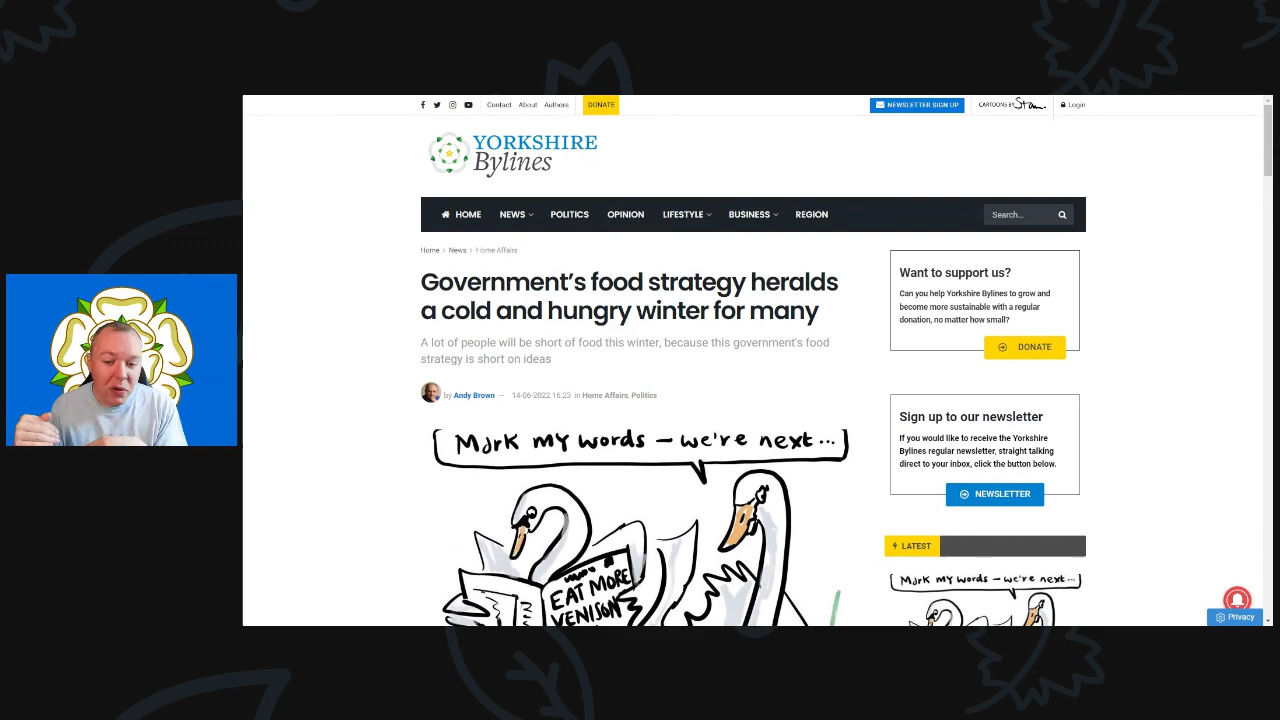 Contact About Authors DONATE
NEWSLETTER SIGN UP
CARTOONS BY Stan.
Login
YORKSHIRE
Bylines
HOME NEWS POLITICS OPINION LIFESTYLE BUSINESS REGION
Search...
Home > News > Home Affairs
Government's food strategy heralds
a cold and hungry winter for many
A lot of people will be short of food this winter, because this government's food
strategy is short on ideas
by Andy Brown — 14-06-2022 16:23 in Home Affairs, Politics
Mark my words – we're next...
EAT MORE
VENISON
Want to support us?
Can you help Yorkshire Bylines to grow and
become more sustainable with a regular
donation, no matter how small?
DONATE
Sign up to our newsletter
If you would like to receive the Yorkshire
Bylines regular newsletter, straight talking
direct to your inbox, click the button below.
NEWSLETTER
LATEST
Mark my words – we're next...
Privacy